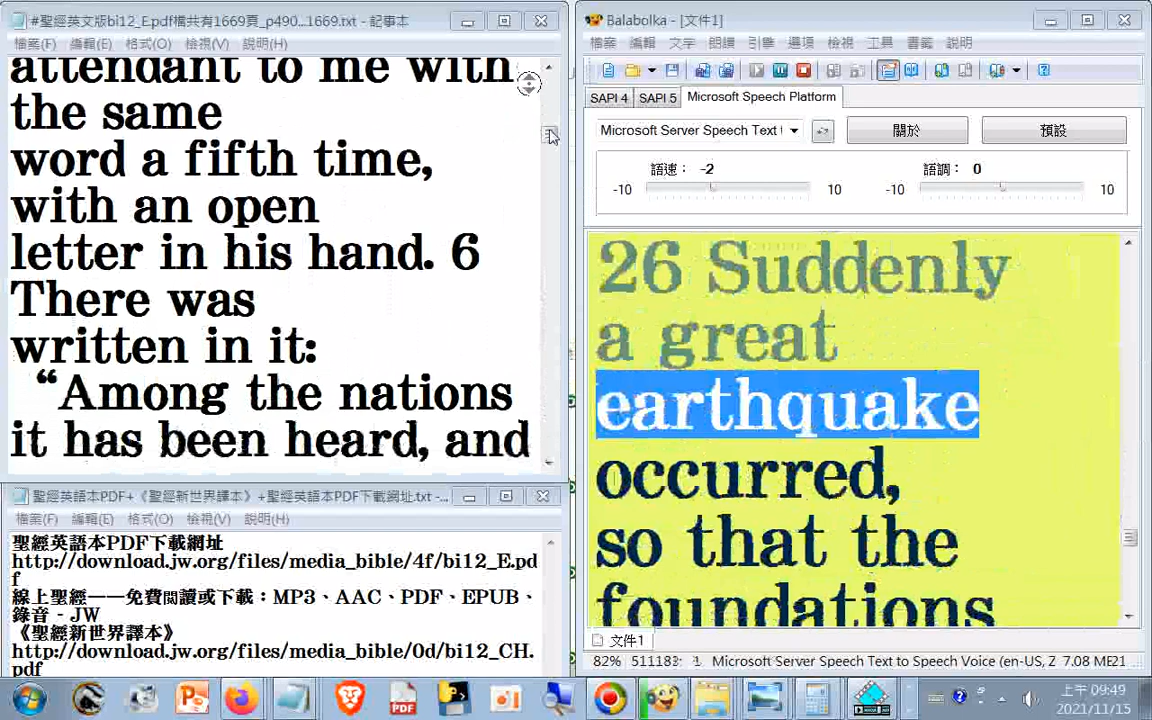 #聖經英文版bi12_E.pdf檔共有1669頁_p490...1669.txt - 記事本
檔案(F) 編輯(E) 格式(O) 檢視(V) 說明(H)
attendant to me with
the same
word a fifth time,
with an open
letter in his hand. 6
There was
written in it:
“Among the nations
it has been heard, and
聖經英語本PDF+《聖經新世界譯本》+聖經英語本PDF下載網址.txt -...
檔案(F) 編輯(E) 格式(O) 檢視(V) 說明(H)
聖經英語本PDF下載網址
http://download.jw.org/files/media_bible/4f/bi12_E.pd
f
線上聖經——免費閱讀或下載：MP3、AAC、PDF、EPUB、
錄音 - JW
《聖經新世界譯本》
http://download.jw.org/files/media_bible/0d/bi12_CH.
pdf
Balabolka - [文件1]
檔案 編輯 文字 朗讀 引擎 選項 檢視 工具 書籤 說明
SAPI 4 SAPI 5 Microsoft Speech Platform
Microsoft Server Speech Text 關於 預設
語速： -2 語調： 0
-10 10 -10 10
26 Suddenly
a great
earthquake
occurred,
so that the
foundations
文件1
82% Microsoft Server Speech Text to Speech Voice (en-US, Z 7.08 ME21
PDF
上午 09:49
2021/11/15